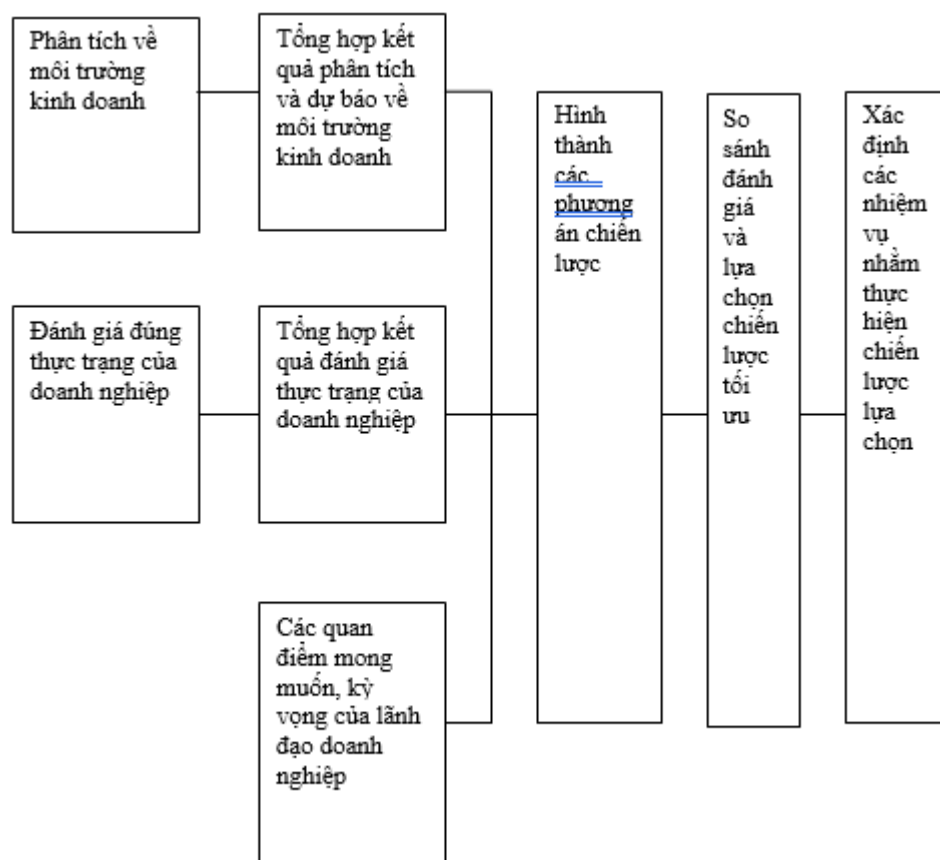 Phân tích về
môi trường
kinh doanh
Tổng hợp kết
quả phân tích
và dự báo về
môi trường
kinh doanh
Đánh giá đúng
thực trạng của
doanh nghiệp
Tổng hợp kết
quả đánh giá
thực trạng của
doanh nghiệp
Các quan
điểm mong
muốn, kỳ
vọng của lãnh
đạo doanh
nghiệp
Hình
thành
các
phương
án chiến
lược
So
sánh
đánh
giá
và
lựa
chọn
chiến
lược
tối
ưu
Xác
định
các
nhiệm
vụ
nhằm
thực
hiện
chiến
lược
lựa
chọn